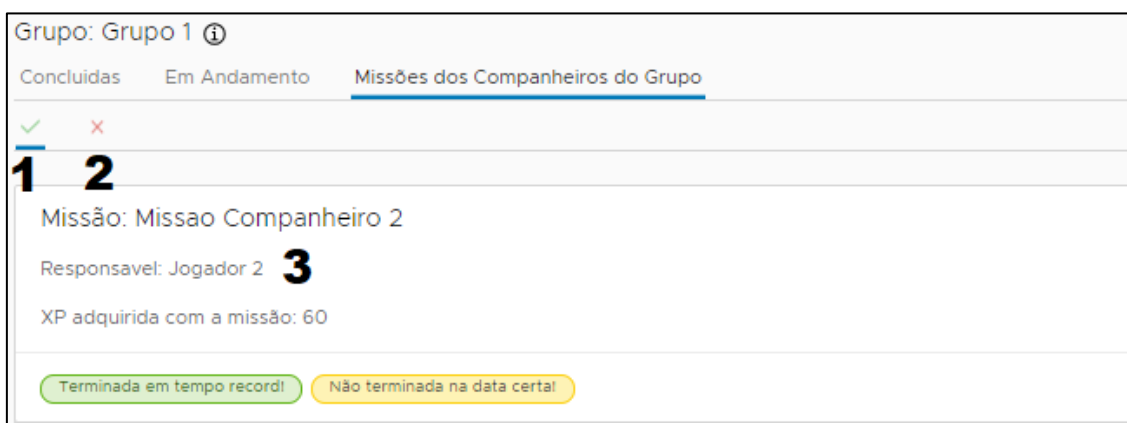 Grupo: Grupo 1
Concluidas Em Andamento Missões dos Companheiros do Grupo
1 2
Missão: Missao Companheiro 2
Responsavel: Jogador 2 3
XP adquirida com a missão: 60
Terminada em tempo record! Não terminada na data certa!